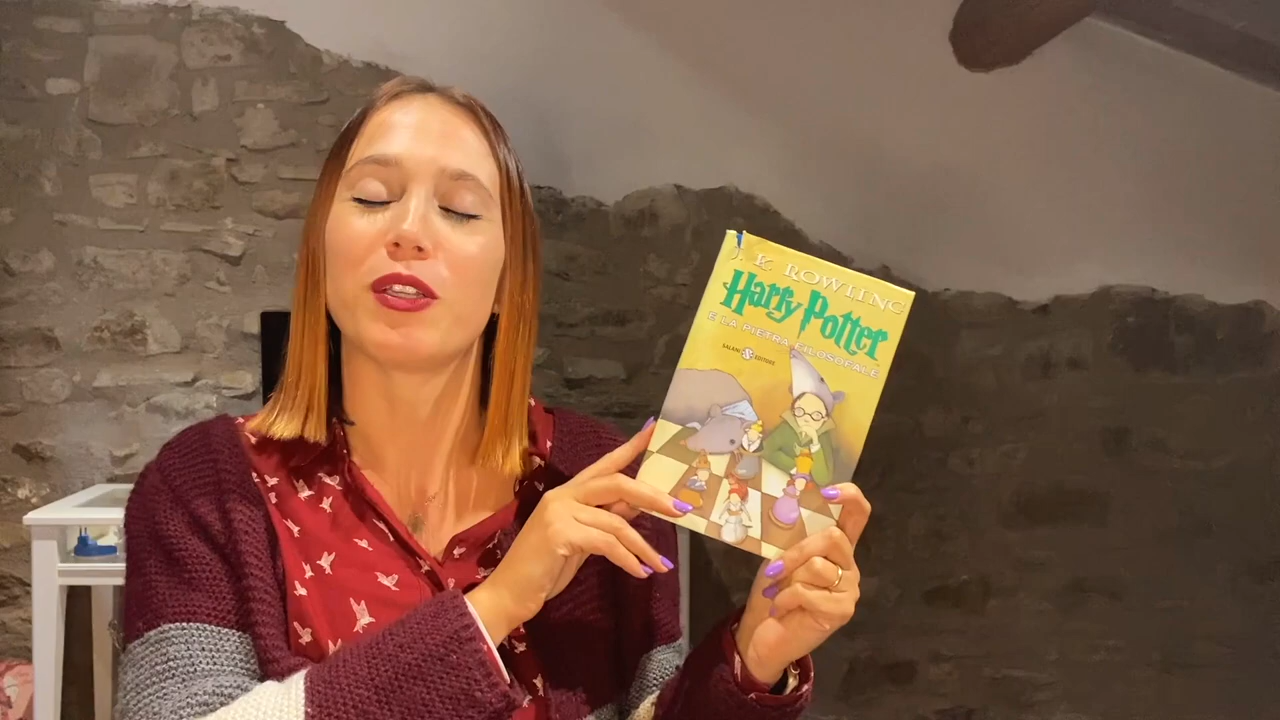 J. K. ROWLING
Harry Potter
E LA PIETRA FILOSOFALE
SALANI EDITORE